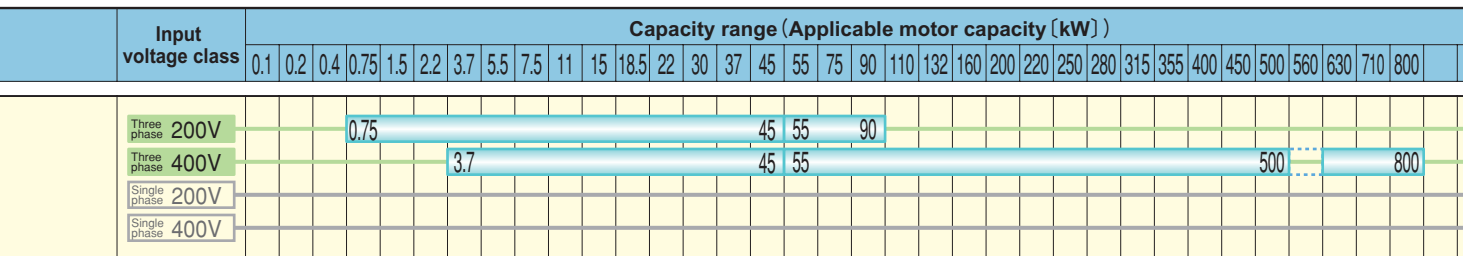 Input
voltage class
Capacity range (Applicable motor capacity [kW])
0.1 0.2 0.4 0.75 1.5 2.2 3.7 5.5 7.5 11 15 18.5 22 30 37 45 55 75 90 110 132 160 200 220 250 280 315 355 400 450 500 560 630 710 800
Three phase 200V 0.75 45 55 90
Three phase 400V 3.7 45 55 500 800
Single phase 200V
Single phase 400V